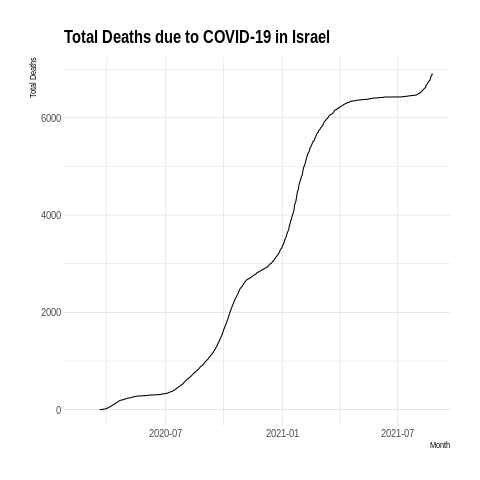 Total Deaths due to COVID-19 in Israel
Total Deaths
6000
4000
2000
0
2020-07 2021-01 2021-07
Month